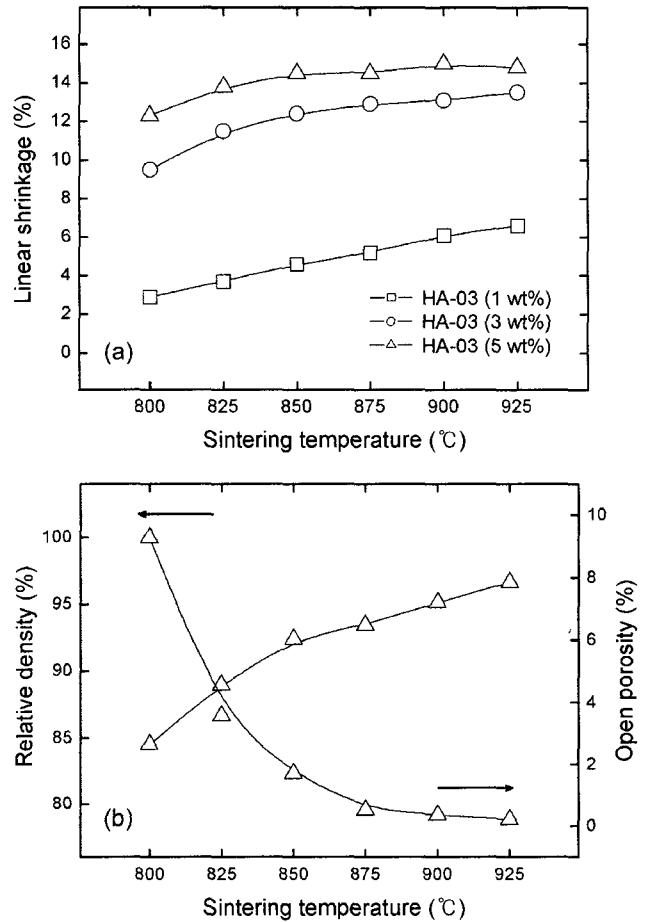 16
14
12
10
8
6
4
2
0
Linear shrinkage (%)
HA-03 (1 wt%)
HA-03 (3 wt%)
HA-03 (5 wt%)
(a)
800 825 850 875 900 925
Sintering temperature (℃)
100
95
90
85
80
Relative density (%)
10
8
6
4
2
0
Open porosity (%)
(b)
800 825 850 875 900 925
Sintering temperature (℃)